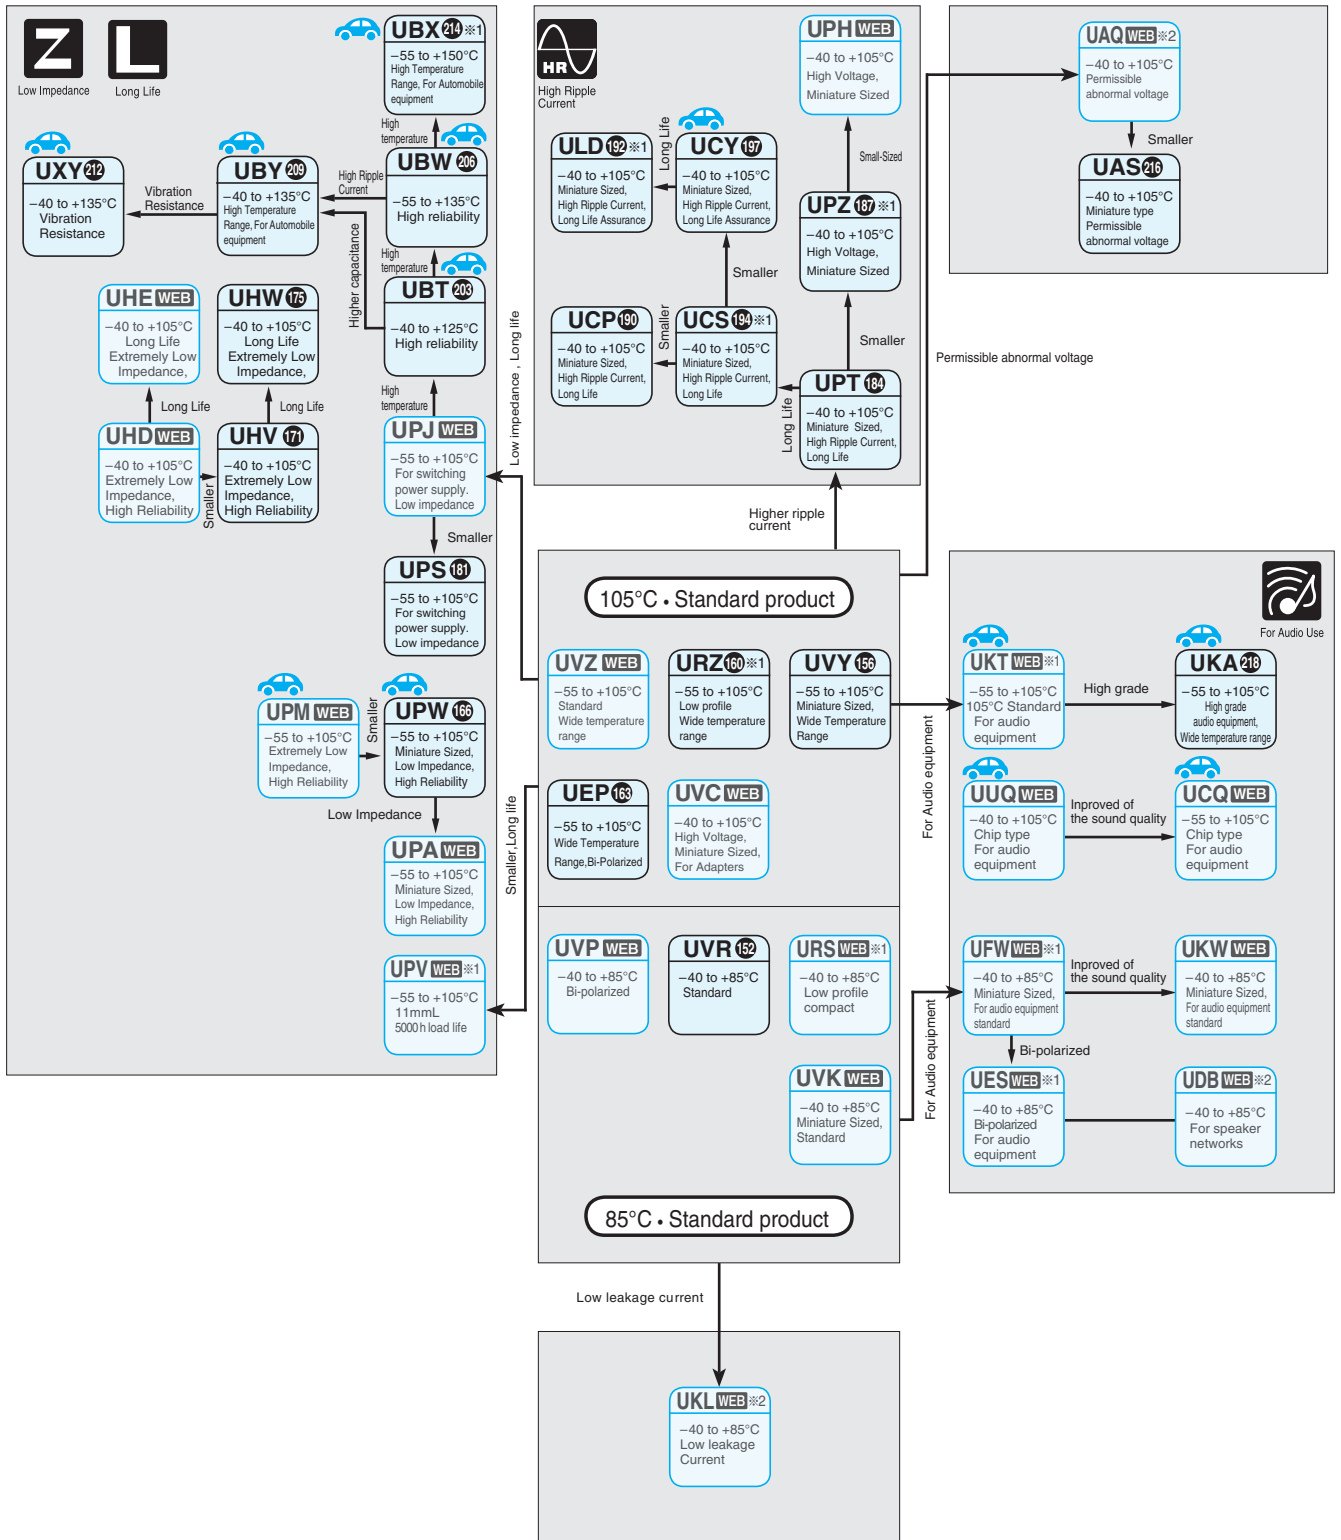 Z
L
Low Impedance
Long Life
UBX 214 ※1
−55 to +150°C
High Temperature
Range, For Automobile
equipment
High
temperature
UXY 212
−40 to +135°C
Vibration
Resistance
Vibration
Resistance
UBY 209
−40 to +135°C
High Temperature
Range, For Automobile
equipment
High Ripple
Current
UBW 206
−55 to +135°C
High reliability
High
temperature
Higher capacitance
UBT 203
−40 to +125°C
High reliability
High
temperature
UHE WEB
−40 to +105°C
Long Life
Extremely Low
Impedance,
UHW 175
−40 to +105°C
Long Life
Extremely Low
Impedance,
Long Life
Long Life
UHD WEB
−40 to +105°C
Extremely Low
Impedance,
High Reliability
Smaller
UHV 171
−40 to +105°C
Extremely Low
Impedance,
High Reliability
UPJ WEB
−55 to +105°C
For switching
power supply.
Low impedance
Smaller
UPS 181
−55 to +105°C
For switching
power supply.
Low impedance
UPM WEB
−55 to +105°C
Extremely Low
Impedance,
High Reliability
Smaller
UPW 166
−55 to +105°C
Miniature Sized,
Low Impedance,
High Reliability
Low Impedance
UPA WEB
−55 to +105°C
Miniature Sized,
Low Impedance,
High Reliability
UPV WEB ※1
−55 to +105°C
11mmL
5000h load life
Low impedance , Long life
Smaller,Long life
HR
High Ripple
Current
UPH WEB
−40 to +105°C
High Voltage,
Miniature Sized
Small-Sized
ULD 192 ※1
−40 to +105°C
Miniature Sized,
High Ripple Current,
Long Life Assurance
Long Life
UCY 197
−40 to +105°C
Miniature Sized,
High Ripple Current,
Long Life Assurance
Smaller
UPZ 187 ※1
−40 to +105°C
High Voltage,
Miniature Sized
Smaller
UCP 190
−40 to +105°C
Miniature Sized,
High Ripple Current,
Long Life
Smaller
UCS 194 ※1
−40 to +105°C
Miniature Sized,
High Ripple Current,
Long Life
Long Life
UPT 184
−40 to +105°C
Miniature Sized,
High Ripple Current,
Long Life
Higher ripple
current
Permissible abnormal voltage
UAQ WEB ※2
−40 to +105°C
Permissible
abnormal voltage
Smaller
UAS 216
−40 to +105°C
Miniature type
Permissible
abnormal voltage
105°C • Standard product
UVZ WEB
−55 to +105°C
Standard
Wide temperature
range
URZ 160 ※1
−55 to +105°C
Low profile
Wide temperature
range
UVY 156
−55 to +105°C
Miniature Sized,
Wide Temperature
Range
UEP 163
−55 to +105°C
Wide Temperature
Range,Bi-Polarized
UVC WEB
−40 to +105°C
High Voltage,
Miniature Sized,
For Adapters
UVP WEB
−40 to +85°C
Bi-polarized
UVR 152
−40 to +85°C
Standard
URS WEB ※1
−40 to +85°C
Low profile
compact
UVK WEB
−40 to +85°C
Miniature Sized,
Standard
85°C • Standard product
For Audio equipment
For Audio equipment
For Audio Use
UKT WEB ※1
−55 to +105°C
105°C Standard
For audio
equipment
High grade
UKA 218
−55 to +105°C
High grade
audio equipment,
Wide temperature range
UUQ WEB
−40 to +105°C
Chip type
For audio
equipment
Inproved of
the sound quality
UCQ WEB
−55 to +105°C
Chip type
For audio
equipment
UFW WEB ※1
−40 to +85°C
Miniature Sized,
For audio equipment
standard
Inproved of
the sound quality
UKW WEB
−40 to +85°C
Miniature Sized,
For audio equipment
standard
Bi-polarized
UES WEB ※1
−40 to +85°C
Bi-polarized
For audio
equipment
UDB WEB ※2
−40 to +85°C
For speaker
networks
Low leakage current
UKL WEB ※2
−40 to +85°C
Low leakage
Current